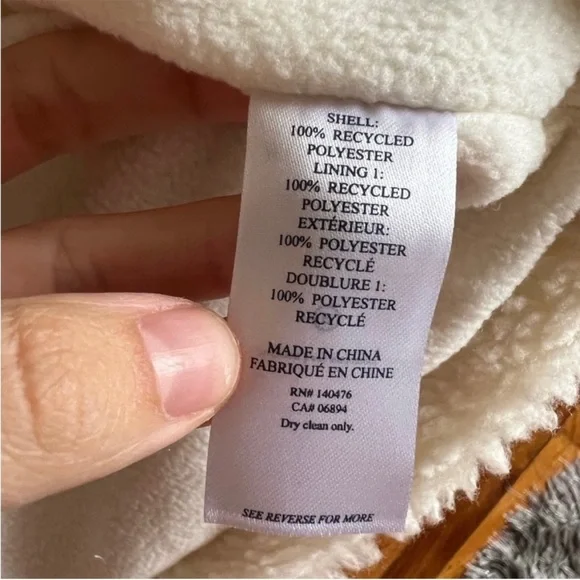 SHELL:
100% RECYCLED
POLYESTER
LINING 1:
100% RECYCLED
POLYESTER
EXTÉRIEUR:
100% POLYESTER
RECYCLÉ
DOUBLURE 1:
100% POLYESTER
RECYCLÉ
MADE IN CHINA
FABRIQUÉ EN CHINE
RN# 140476
CA# 06894
Dry clean only.
SEE REVERSE FOR MORE